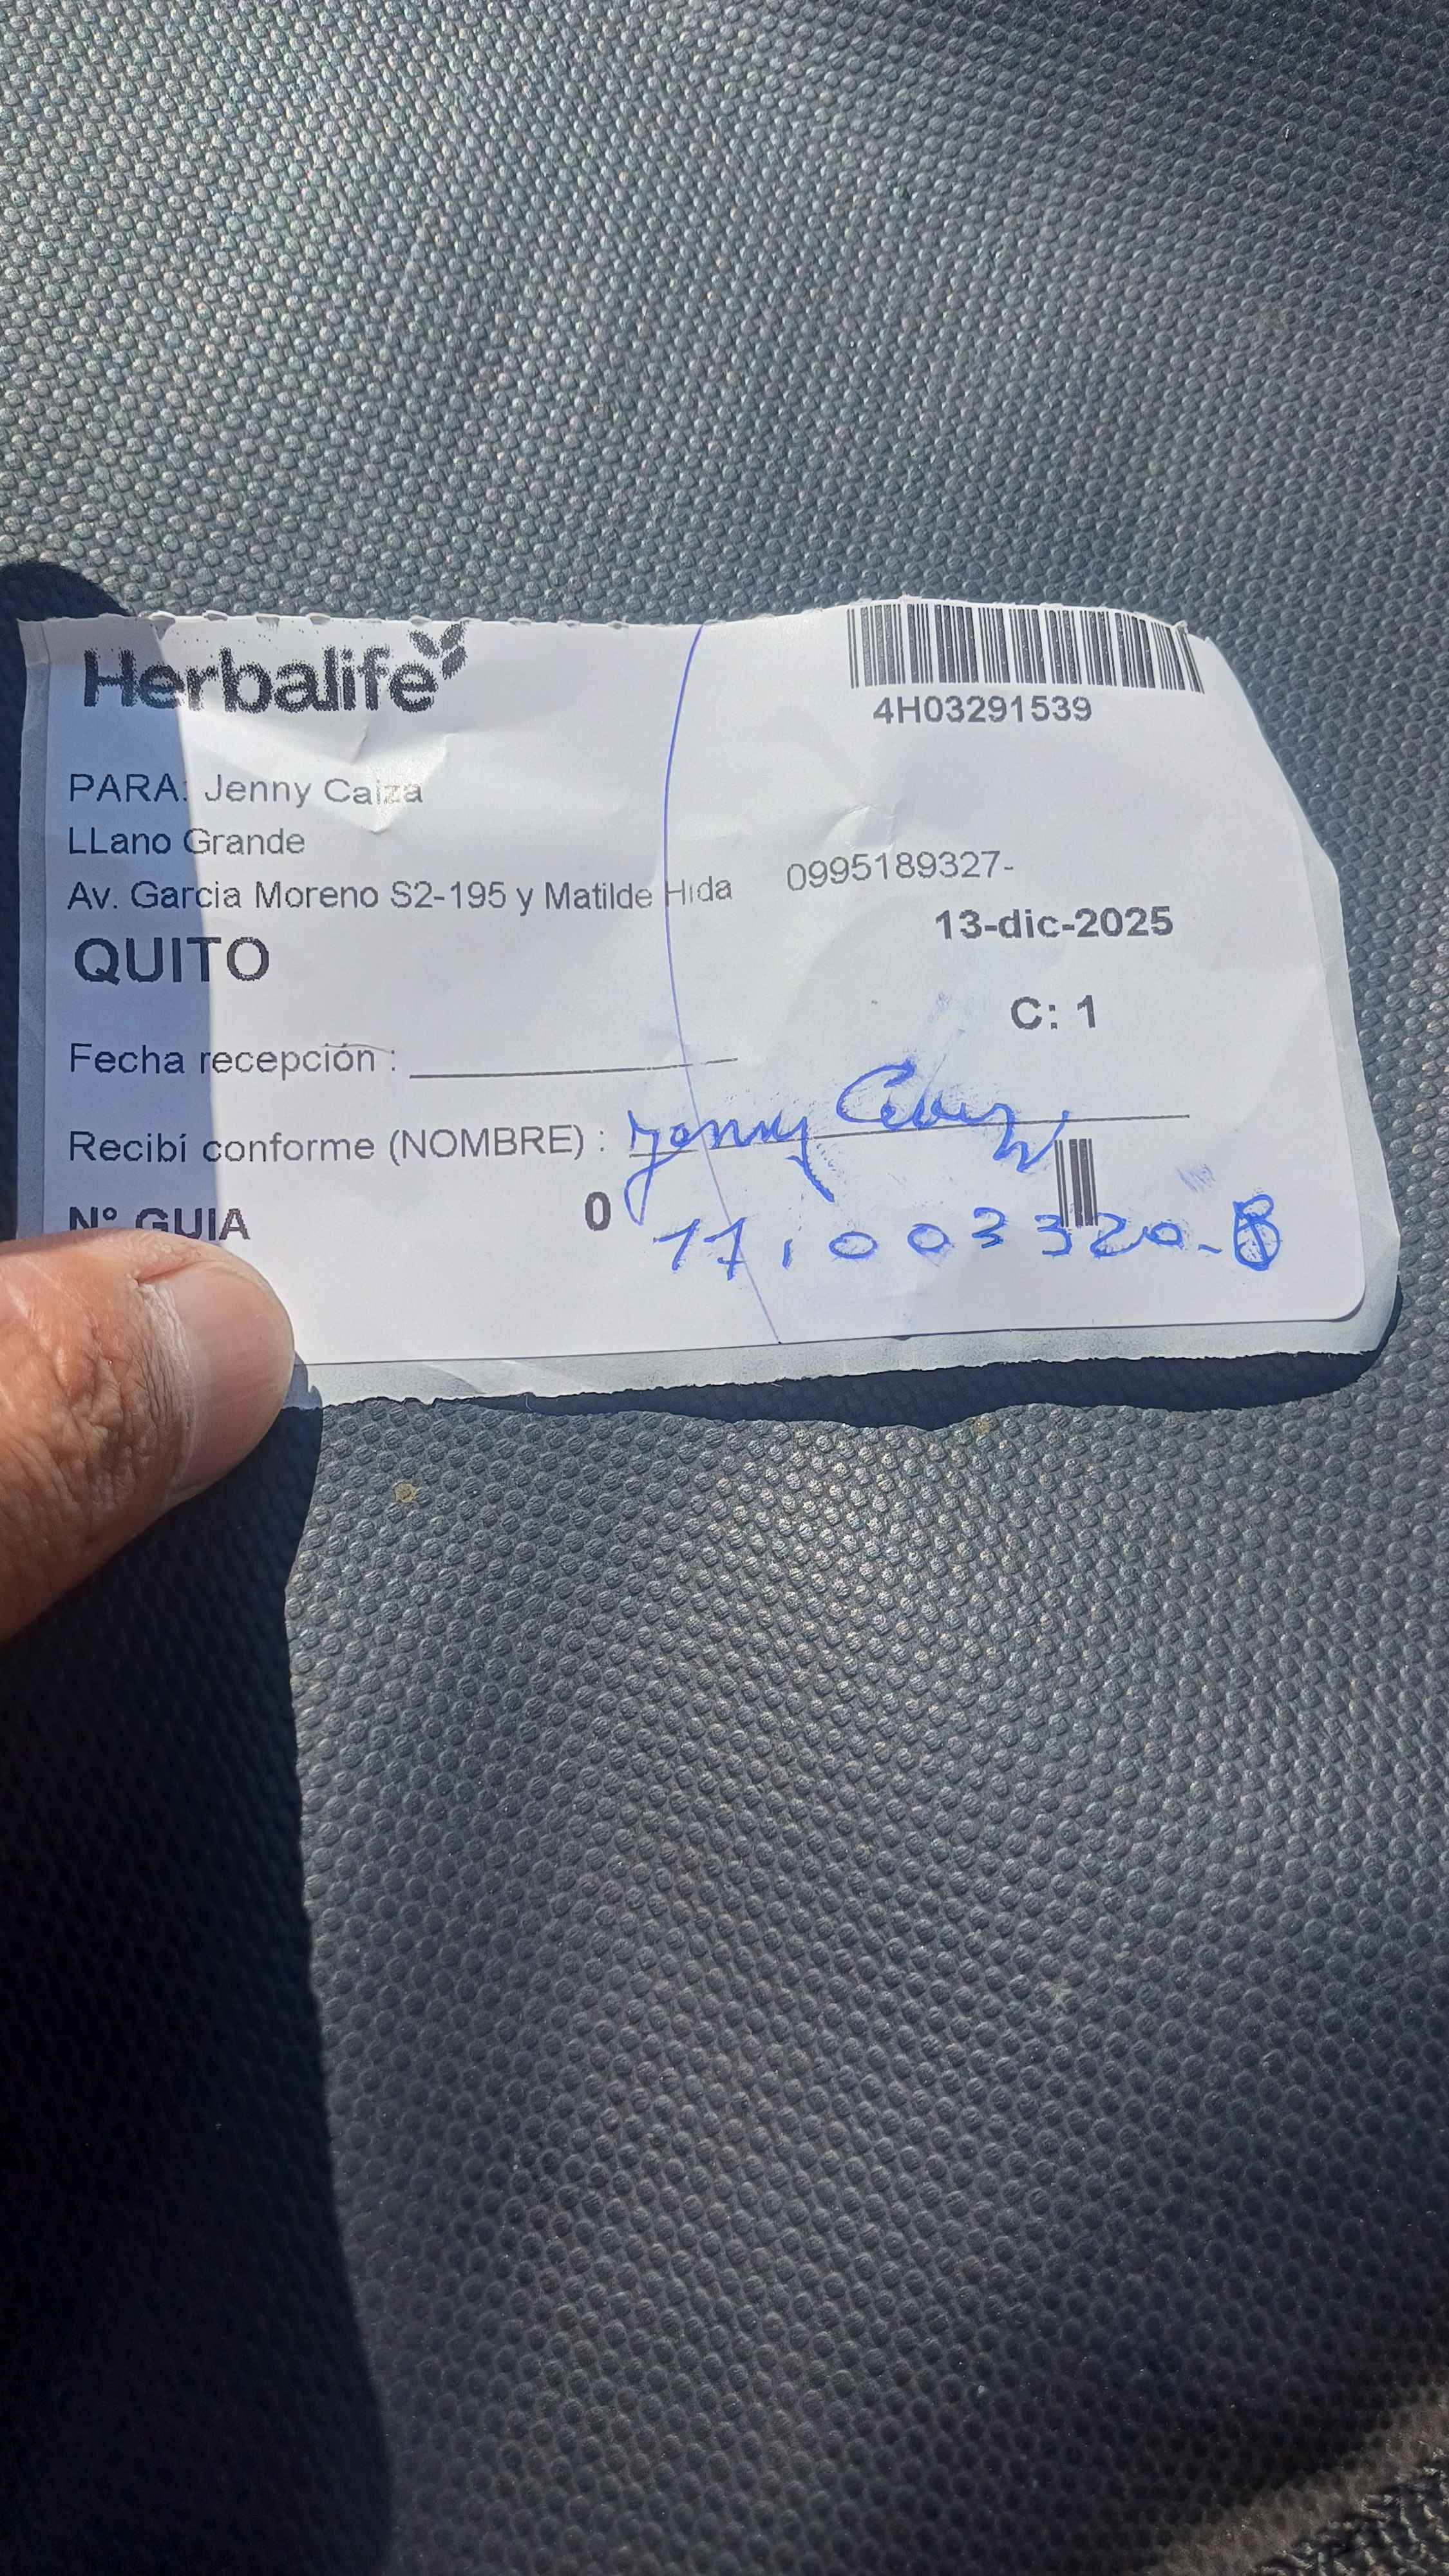 Herbalife
4H03291539
PARA: Jenny Caiza
LLano Grande
Av. Garcia Moreno S2-195 y Matilde Hida 0995189327-
13-dic-2025
QUITO
C: 1
Fecha recepción :
Recibí conforme (NOMBRE) : Jenny
N° GUIA 0